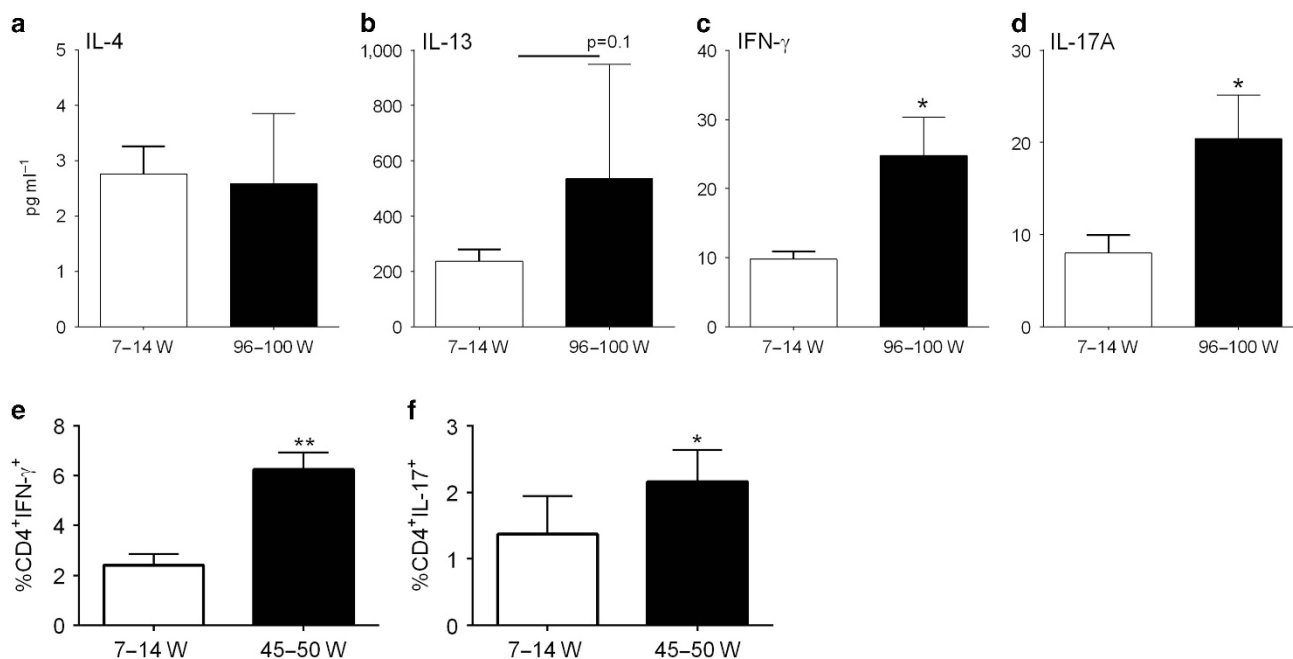 a IL-4
5
4
3
2
1
0
pg ml⁻¹
7–14 W 96–100 W
b IL-13
p=0.1
1,000
800
600
400
200
0
7–14 W 96–100 W
c IFN-γ
40
30
20
10
0
*
7–14 W 96–100 W
d IL-17A
30
20
10
0
*
7–14 W 96–100 W
e
8
6
4
2
0
%CD4⁺IFN-γ⁺
**
7–14 W 45–50 W
f
3
2
1
0
%CD4⁺IL-17⁺
*
7–14 W 45–50 W